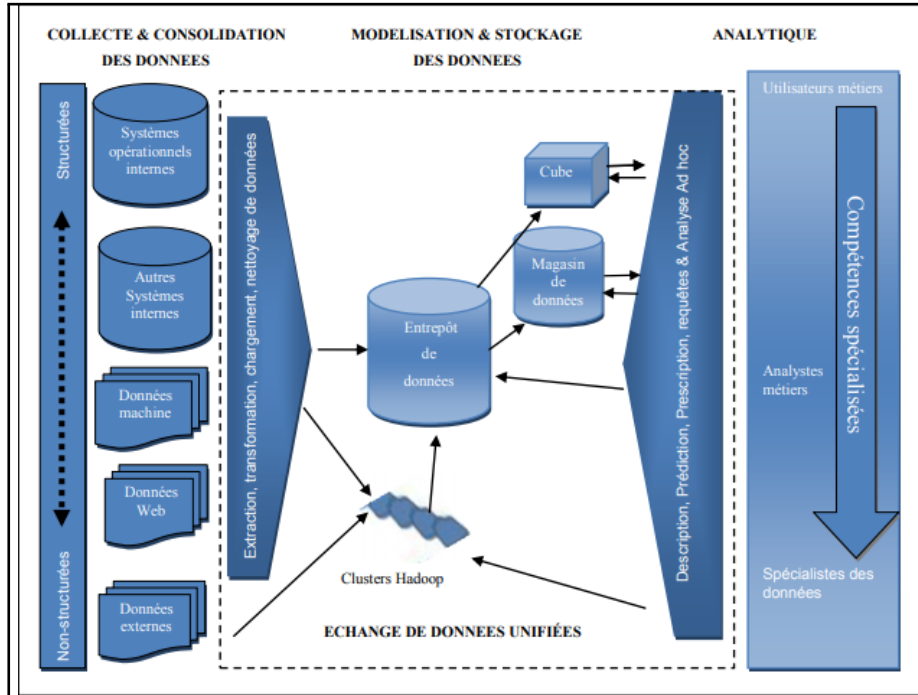 COLLECTE & CONSOLIDATION
DES DONNEES
MODELISATION & STOCKAGE
DES DONNEES
ANALYTIQUE
Structurées
Non-structurées
Systèmes
opérationnels
internes
Autres
Systèmes
internes
Données
machine
Données
Web
Données
externes
Extraction, transformation, chargement, nettoyage de données
Cube
Magasin
de
données
Entrepôt
de
données
Clusters Hadoop
ECHANGE DE DONNEES UNIFIÉES
Description, Prédiction, Prescription, requêtes & Analyse Ad hoc
Utilisateurs métiers
Compétences spécialisées
Analystes
métiers
Spécialistes des
données